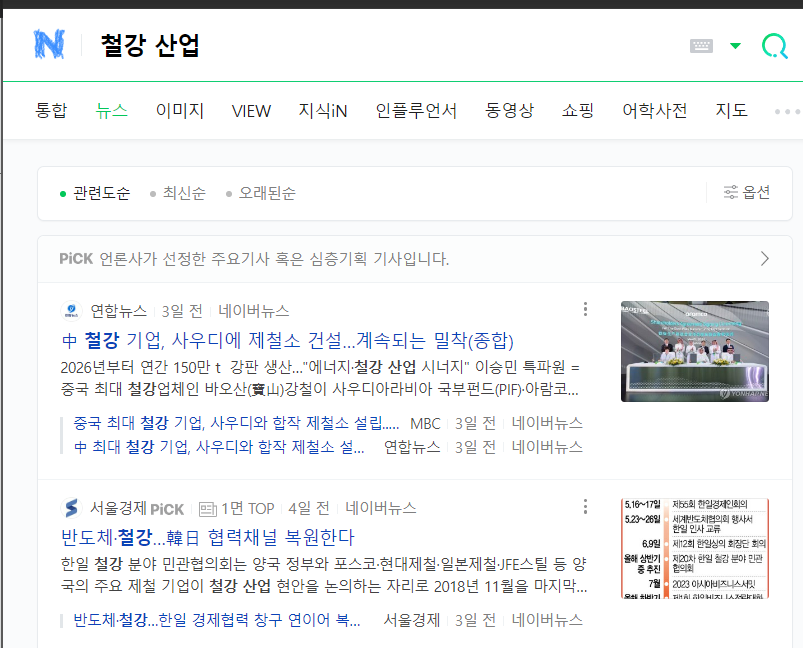 N
철강 산업
통합 뉴스 이미지 VIEW 지식iN 인플루언서 동영상 쇼핑 어학사전 지도
관련도순 최신순 오래된순 옵션
PiCK 언론사가 선정한 주요기사 혹은 심층기획 기사입니다.
연합뉴스 3일 전 네이버뉴스
中 철강 기업, 사우디에 제철소 건설...계속되는 밀착(종합)
2026년부터 연간 150만 t 강판 생산..."에너지·철강 산업 시너지" 이승민 특파원 =
중국 최대 철강업체인 바오산(寶山)강철이 사우디아라비아 국부펀드(PIF)·아람코...
중국 최대 철강 기업, 사우디와 합작 제철소 설립..... MBC 3일 전 네이버뉴스
中 최대 철강 기업, 사우디와 합작 제철소 설... 연합뉴스 3일 전 네이버뉴스
aramco
YONHAPNE
서울경제 PiCK 1면 TOP 4일 전 네이버뉴스
반도체·철강...韓日 협력채널 복원한다
한일 철강 분야 민관협의회는 양국 정부와 포스코·현대제철·일본제철·JFE스틸 등 양
국의 주요 제철 기업이 철강 산업 현안을 논의하는 자리로 2018년 11월을 마지막...
반도체·철강...한일 경제협력 창구 연이어 복... 서울경제 3일 전 네이버뉴스
5.16~17일 제55회 한일경제인회의
5.23~26일 세계반도체협의회 행사서
한일 인사 교류
6.9일 제12회 한일상의 회장단 회의
올해 상반기 제20차 한일 철강 분야 민관
중 추진 협의회
7월 2023 아시아비즈니스서밋